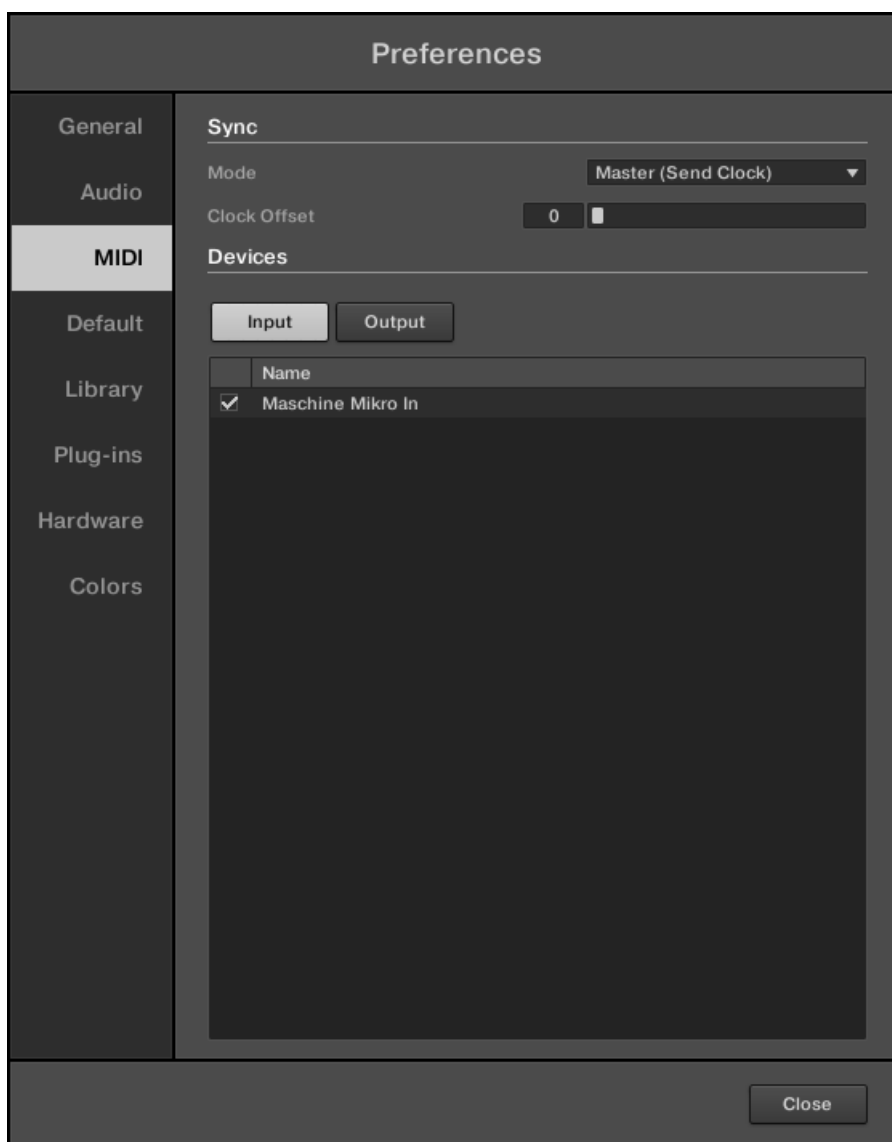 Preferences
General
Audio
MIDI
Default
Library
Plug-ins
Hardware
Colors
Sync
Mode Master (Send Clock)
Clock Offset 0
Devices
Input Output
Name
Maschine Mikro In
Close